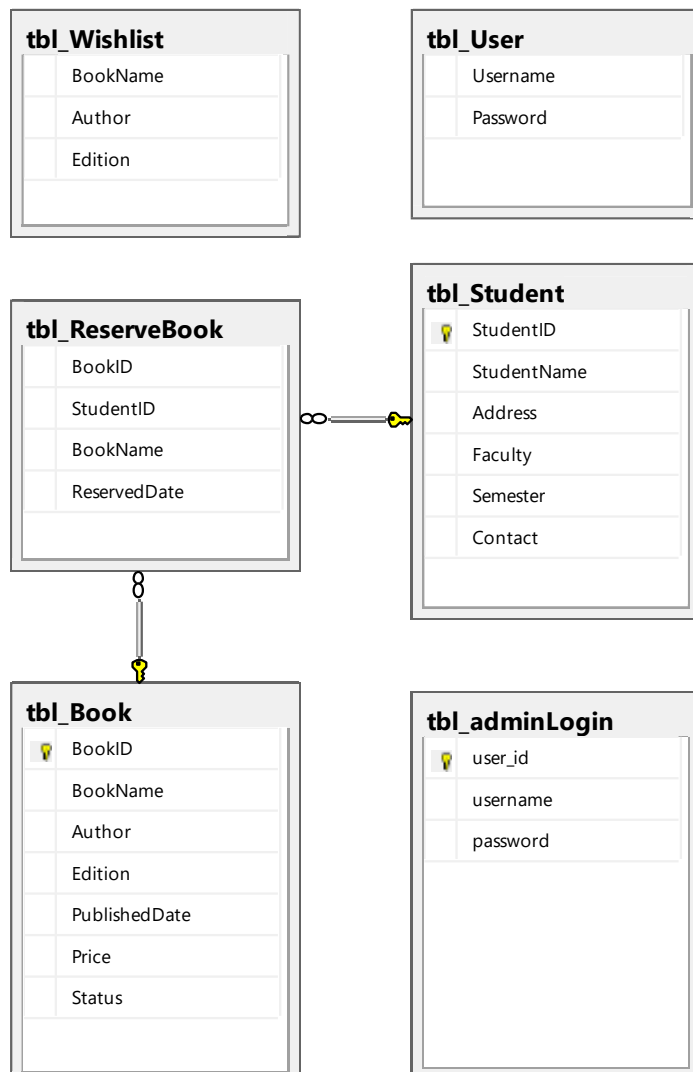 tbl_Wishlist
BookName
Author
Edition
tbl_User
Username
Password
tbl_ReserveBook
BookID
StudentID
BookName
ReservedDate
tbl_Student
StudentID
StudentName
Address
Faculty
Semester
Contact
tbl_Book
BookID
BookName
Author
Edition
PublishedDate
Price
Status
tbl_adminLogin
user_id
username
password